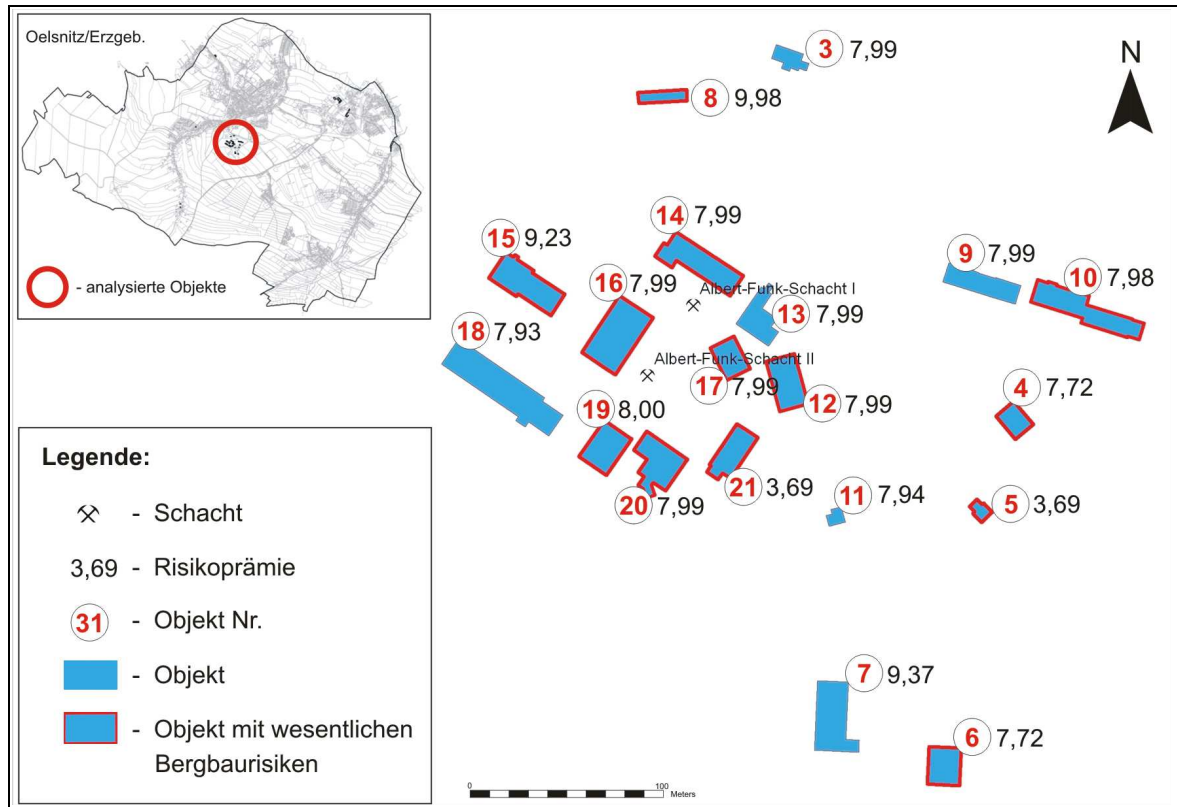 Oelsnitz/Erzgeb.
- analysierte Objekte
N
3 7,99
8 9,98
14 7,99
15 9,23
9 7,99
10 7,98
16 7,99
Albert-Funk-Schacht I
13 7,99
18 7,93
Albert-Funk-Schacht II
17 7,99
12 7,99
4 7,72
19 8,00
20 7,99
21 3,69
11 7,94
5 3,69
7 9,37
6 7,72
Legende:
- Schacht
3,69 - Risikoprämie
31 - Objekt Nr.
- Objekt
- Objekt mit wesentlichen
Bergbaurisiken
0 100
Meters